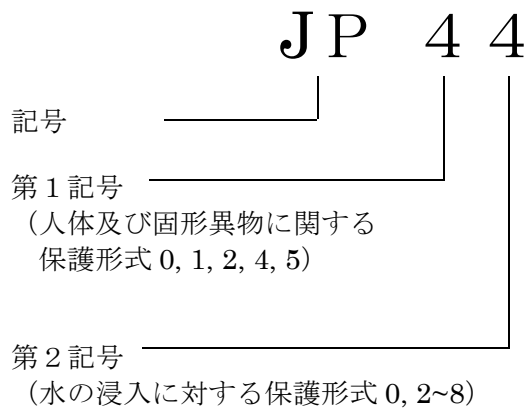 JP 4 4
記号
第1記号
(人体及び固形異物に関する
保護形式 0, 1, 2, 4, 5)
第2記号
(水の浸入に対する保護形式 0, 2~8)